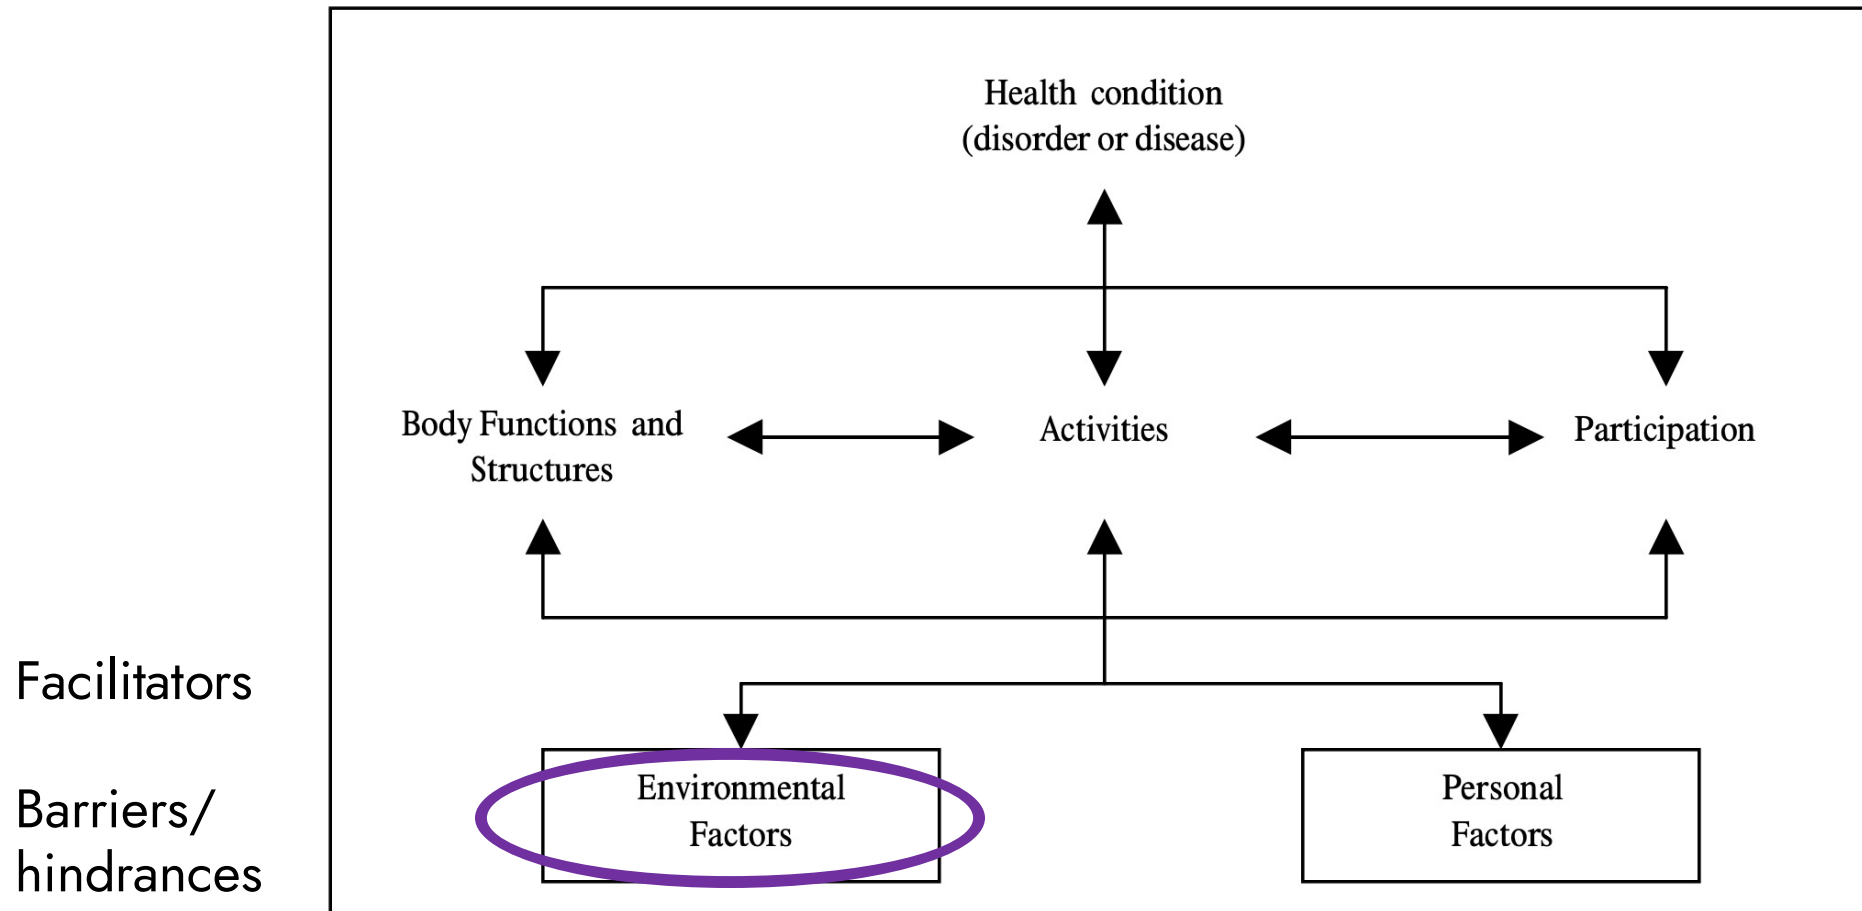 Health condition
(disorder or disease)
Body Functions and
Structures
Activities
Participation
Facilitators
Barriers/
hindrances
Environmental
Factors
Personal
Factors